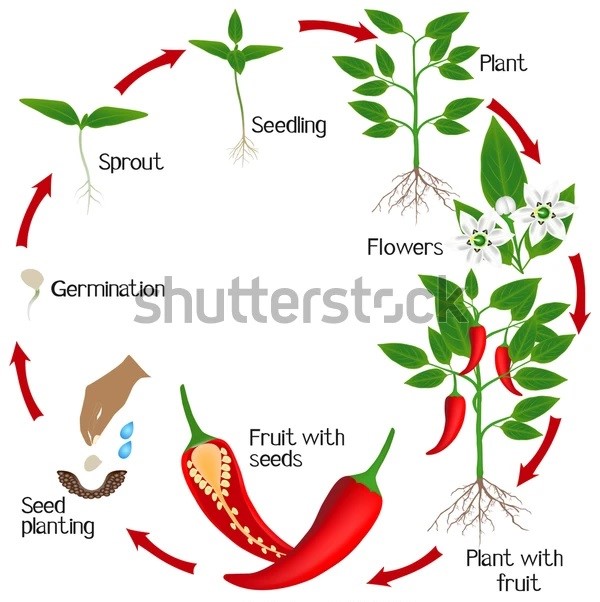 Plant
Seedling
Sprout
Flowers
Germination
shutterstock
Fruit with
seeds
Seed
planting
Plant with
fruit